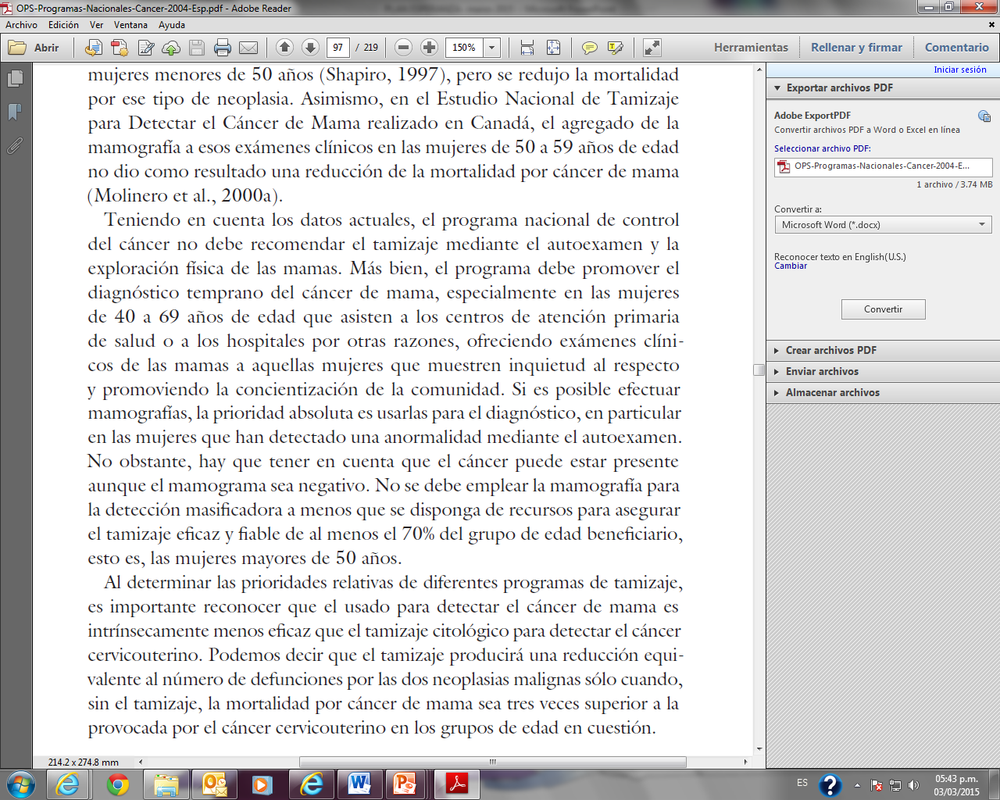 OPS-Programas-Nacionales-Cancer-2004-Esp.pdf - Adobe Reader
Archivo Edición Ver Ventana Ayuda
Abrir 97 / 219 150% Herramientas Rellenar y firmar Comentario
mujeres menores de 50 años (Shapiro, 1997), pero se redujo la mortalidad
por ese tipo de neoplasia. Asimismo, en el Estudio Nacional de Tamizaje
para Detectar el Cáncer de Mama realizado en Canadá, el agregado de la
mamografía a esos exámenes clínicos en las mujeres de 50 a 59 años de edad
no dio como resultado una reducción de la mortalidad por cáncer de mama
(Molinero et al., 2000a).
Teniendo en cuenta los datos actuales, el programa nacional de control
del cáncer no debe recomendar el tamizaje mediante el autoexamen y la
exploración física de las mamas. Más bien, el programa debe promover el
diagnóstico temprano del cáncer de mama, especialmente en las mujeres
de 40 a 69 años de edad que asisten a los centros de atención primaria
de salud o a los hospitales por otras razones, ofreciendo exámenes clíni-
cos de las mamas a aquellas mujeres que muestren inquietud al respecto
y promoviendo la concientización de la comunidad. Si es posible efectuar
mamografías, la prioridad absoluta es usarlas para el diagnóstico, en particular
en las mujeres que han detectado una anormalidad mediante el autoexamen.
No obstante, hay que tener en cuenta que el cáncer puede estar presente
aunque el mamograma sea negativo. No se debe emplear la mamografía para
la detección masificadora a menos que se disponga de recursos para asegurar
el tamizaje eficaz y fiable de al menos el 70% del grupo de edad beneficiario,
esto es, las mujeres mayores de 50 años.
Al determinar las prioridades relativas de diferentes programas de tamizaje,
es importante reconocer que el usado para detectar el cáncer de mama es
intrínsecamente menos eficaz que el tamizaje citológico para detectar el cáncer
cervicouterino. Podemos decir que el tamizaje producirá una reducción equi-
valente al número de defunciones por las dos neoplasias malignas sólo cuando,
sin el tamizaje, la mortalidad por cáncer de mama sea tres veces superior a la
provocada por el cáncer cervicouterino en los grupos de edad en cuestión.
214.2 x 274.8 mm
Iniciar sesión
Exportar archivos PDF
Adobe ExportPDF
Convertir archivos PDF a Word o Excel en línea
Seleccionar archivo PDF:
OPS-Programas-Nacionales-Cancer-2004-E...
1 archivo / 3.74 MB
Convertir a:
Microsoft Word (*.docx)
Reconocer texto en English(U.S.)
Cambiar
Convertir
Crear archivos PDF
Enviar archivos
Almacenar archivos
ES
05:43 p.m.
03/03/2015